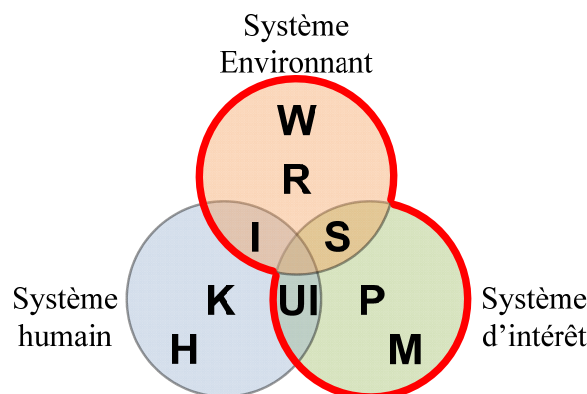 Système
Environnant
W
R
I S
Système
humain
K UI P
H M
Système
d'intérêt